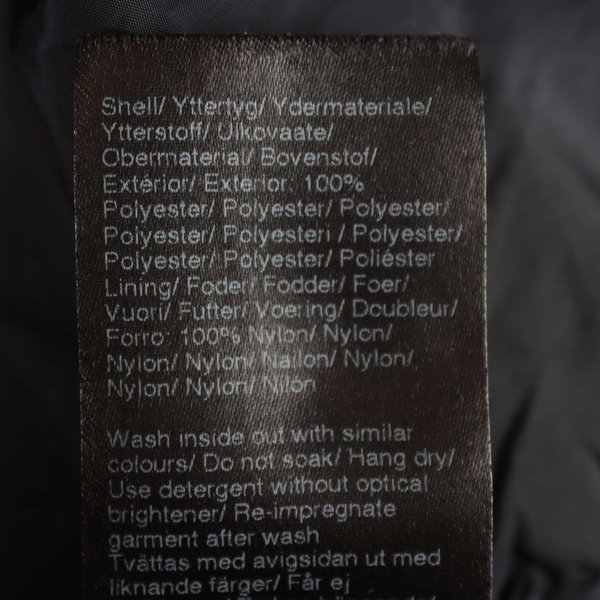 Shell/ Yttertyg/ Ydermateriale/
Ytterstoff/ Ulkovaate/
Obermaterial/ Bovenstof/
Extérior/ Exterior: 100%
Polyester/ Polyester/ Polyester/
Polyester/ Polyesteri / Polyester/
Polyester/ Polyester/ Poliéster
Lining/ Foder/ Fodder/ Foer/
Vuori/ Futter/ Voering/ Doubleur/
Forro: 100% Nylon/ Nylon/
Nylon/ Nylon/ Nailon/ Nylon/
Nylon/ Nylon/ Nilon
Wash inside out with similar
colours/ Do not soak/ Hang dry/
Use detergent without optical
brightener/ Re-impregnate
garment after wash
Tvättas med avigsidan ut med
liknande färger/ Får ej